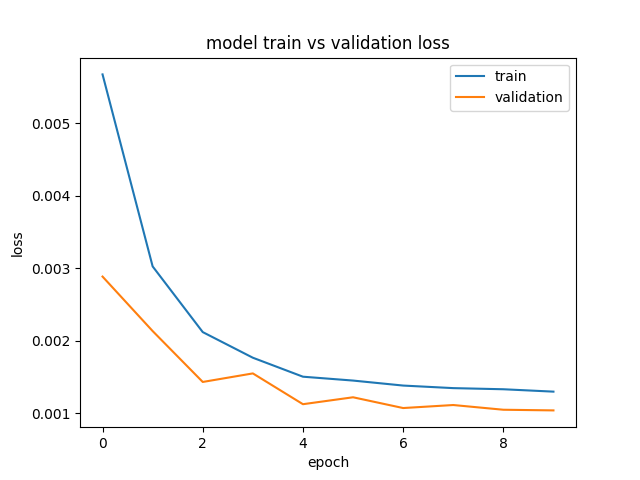 model train vs validation loss
train
validation
0.005
0.004
0.003
0.002
0.001
loss
0 2 4 6 8
epoch